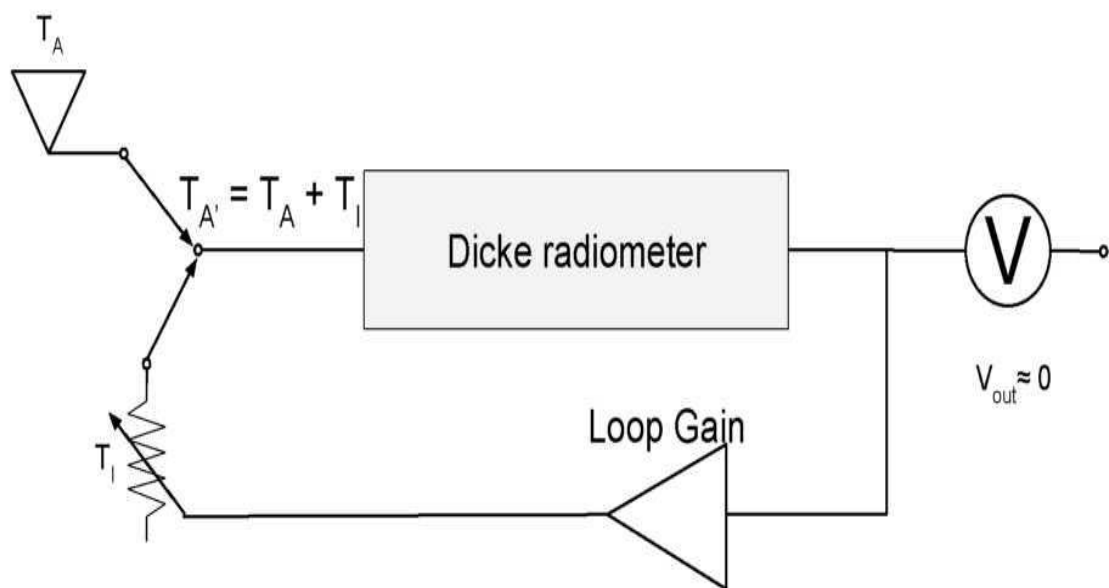 T_A
T_A' = T_A + T_I
Dicke radiometer
V
V_out ≈ 0
Loop Gain
T_I